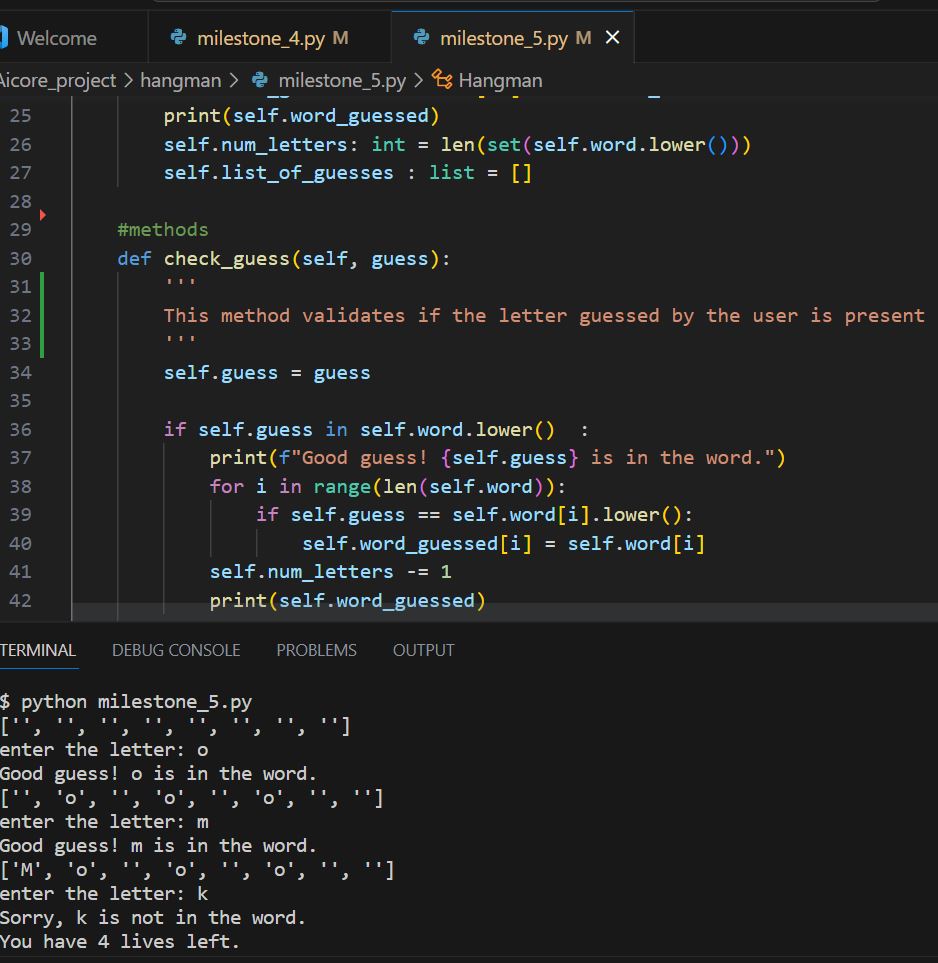 Welcome milestone_4.py M milestone_5.py M
Aicore_project > hangman > milestone_5.py > Hangman
25 print(self.word_guessed)
26 self.num_letters: int = len(set(self.word.lower()))
27 self.list_of_guesses : list = []
28
29 #methods
30 def check_guess(self, guess):
31 '''
32 This method validates if the letter guessed by the user is present
33 '''
34 self.guess = guess
35
36 if self.guess in self.word.lower()  :
37 print(f"Good guess! {self.guess} is in the word.")
38 for i in range(len(self.word)):
39 if self.guess == self.word[i].lower():
40 self.word_guessed[i] = self.word[i]
41 self.num_letters -= 1
42 print(self.word_guessed)
TERMINAL DEBUG CONSOLE PROBLEMS OUTPUT
$ python milestone_5.py
['', '', '', '', '', '', '', '']
enter the letter: o
Good guess! o is in the word.
['', 'o', '', 'o', '', 'o', '', '']
enter the letter: m
Good guess! m is in the word.
['M', 'o', '', 'o', '', 'o', '', '']
enter the letter: k
Sorry, k is not in the word.
You have 4 lives left.